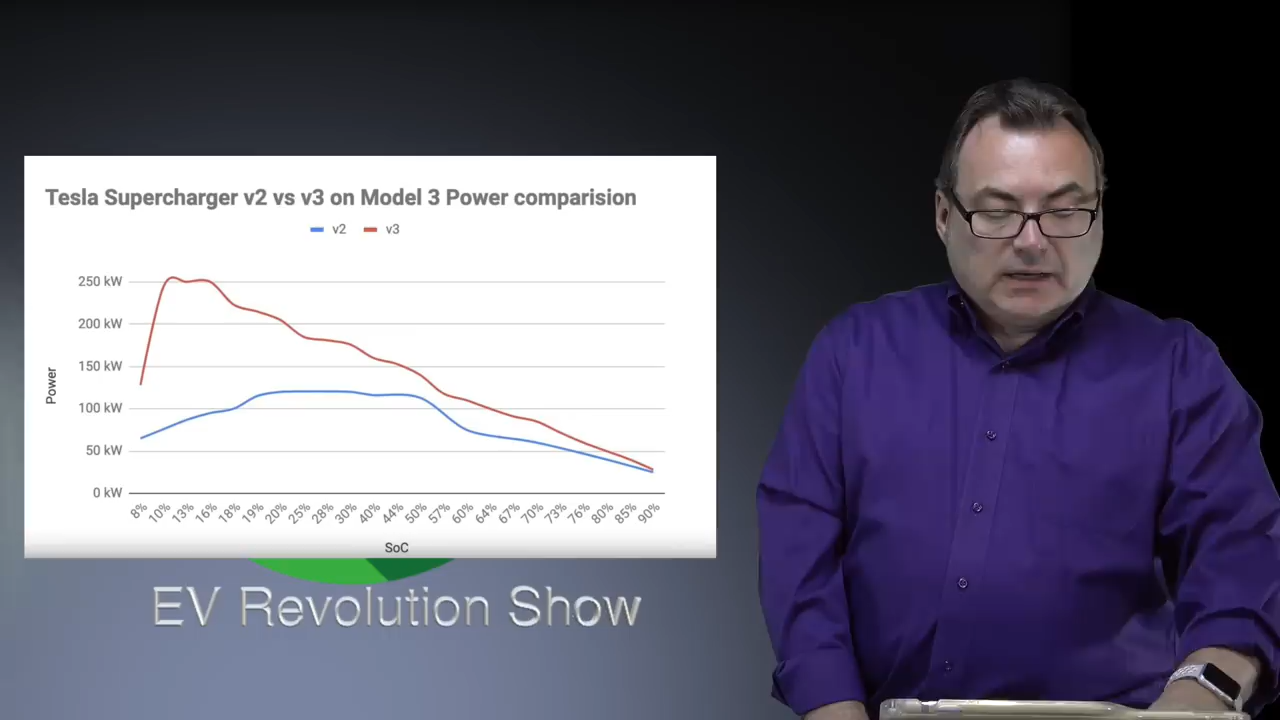 Tesla Supercharger v2 vs v3 on Model 3 Power comparision
v2 v3
250 kW
200 kW
150 kW
100 kW
50 kW
0 kW
Power
8% 10% 13% 16% 18% 19% 20% 25% 28% 30% 40% 44% 50% 57% 60% 64% 67% 70% 73% 76% 80% 85% 90%
SoC
EV Revolution Show